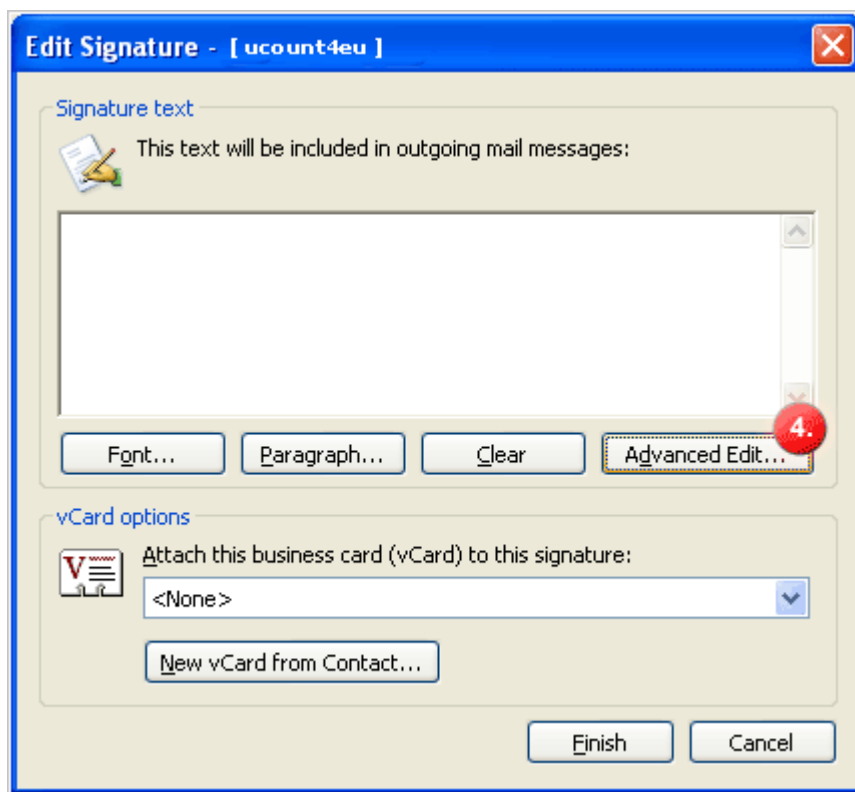 Edit Signature - [ ucount4eu ]
Signature text
This text will be included in outgoing mail messages:
4.
Font... Paragraph... Clear Advanced Edit...
vCard options
V
Attach this business card (vCard) to this signature:
<None>
New vCard from Contact...
Finish Cancel